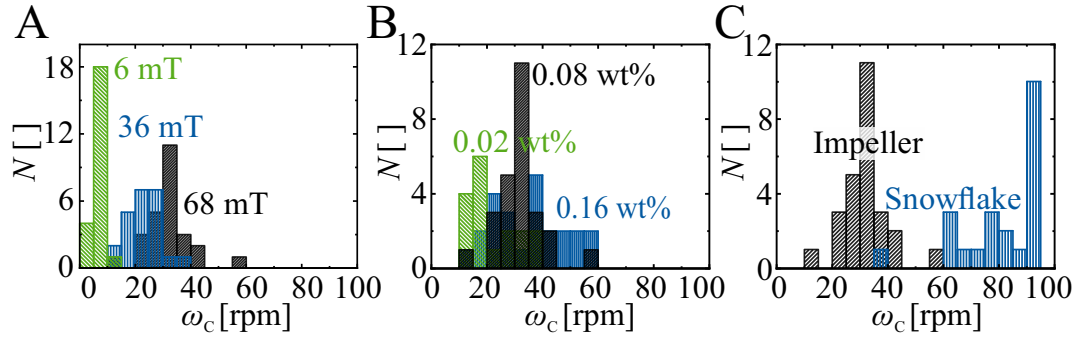 A
18
12
6
0
N [ ]
6 mT
36 mT
68 mT
0 20 40 60 80 100
ωC [rpm]
B
12
8
4
0
N [ ]
0.08 wt%
0.02 wt%
0.16 wt%
0 20 40 60 80 100
ωC [rpm]
C
12
8
4
0
N [ ]
Impeller
Snowflake
0 20 40 60 80 100
ωC [rpm]